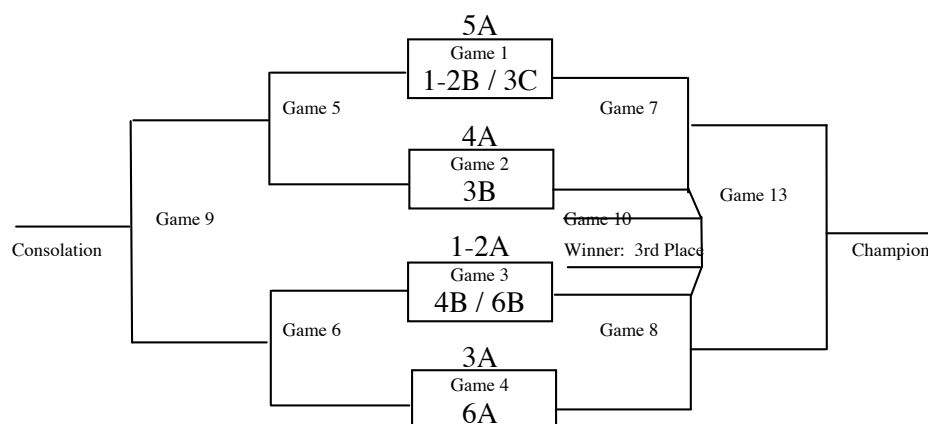 5A
Game 1
1-2B / 3C
Game 5
Game 7
4A
Game 2
3B
Game 13
Game 9
Game 10
Consolation
1-2A
Winner: 3rd Place
Champion
Game 3
4B / 6B
Game 6
Game 8
3A
Game 4
6A